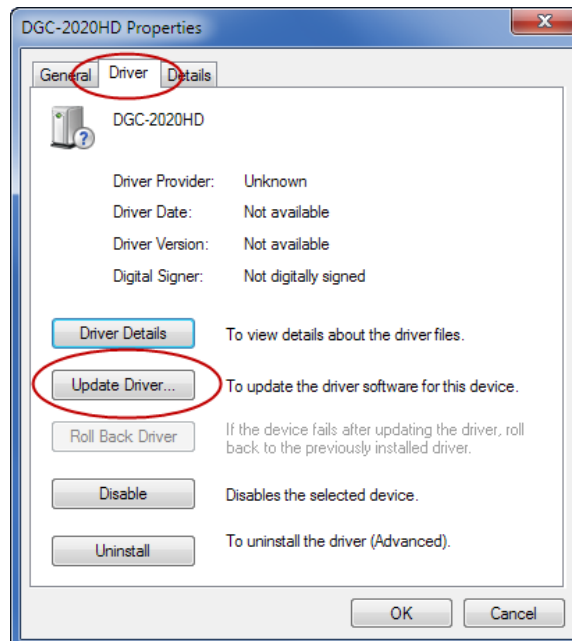 DGC-2020HD Properties
General Driver Details
DGC-2020HD
Driver Provider: Unknown
Driver Date: Not available
Driver Version: Not available
Digital Signer: Not digitally signed
Driver Details To view details about the driver files.
Update Driver... To update the driver software for this device.
Roll Back Driver If the device fails after updating the driver, roll
back to the previously installed driver.
Disable Disables the selected device.
Uninstall To uninstall the driver (Advanced).
OK Cancel